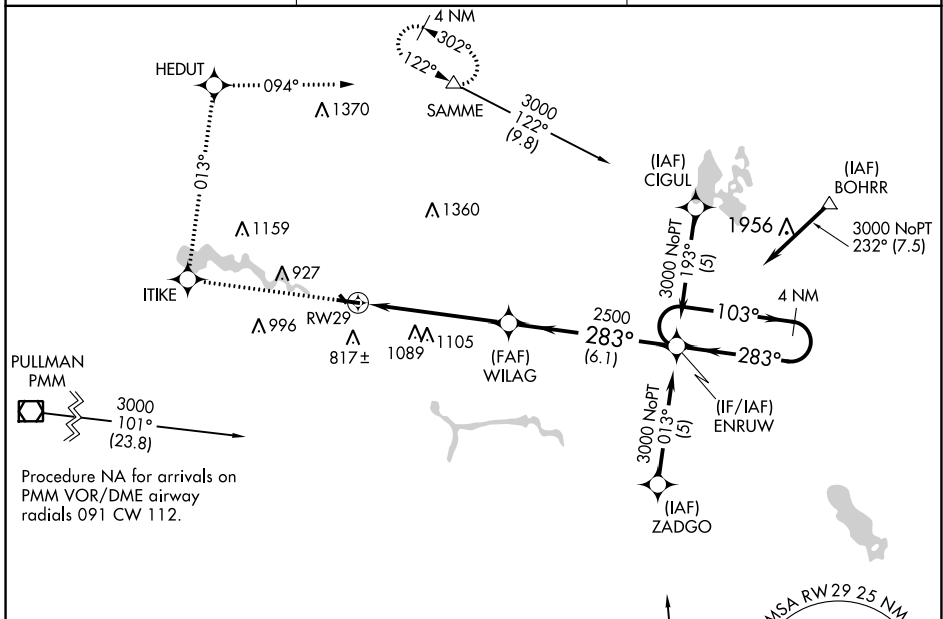 4 NM
302°
122°
HEDUT
094°
SAMME
3000
122°
(9.8)
1370
(IAF)
CIGUL
(IAF)
BOHRR
013°
1360
1956
3000 NoPT
232° (7.5)
1159
3000 NoPT
193°
(5)
927
ITIKE
4 NM
103°
RW29
2500
283°
(6.1)
996
817±
1089
1105
(FAF)
WILAG
283°
PULLMAN
PMM
3000
101°
(23.8)
(IF/IAF)
ENRUW
3000 NoPT
013°
(5)
Procedure NA for arrivals on
PMM VOR/DME airway
radials 091 CW 112.
(IAF)
ZADGO
MSA RW29 25 NM